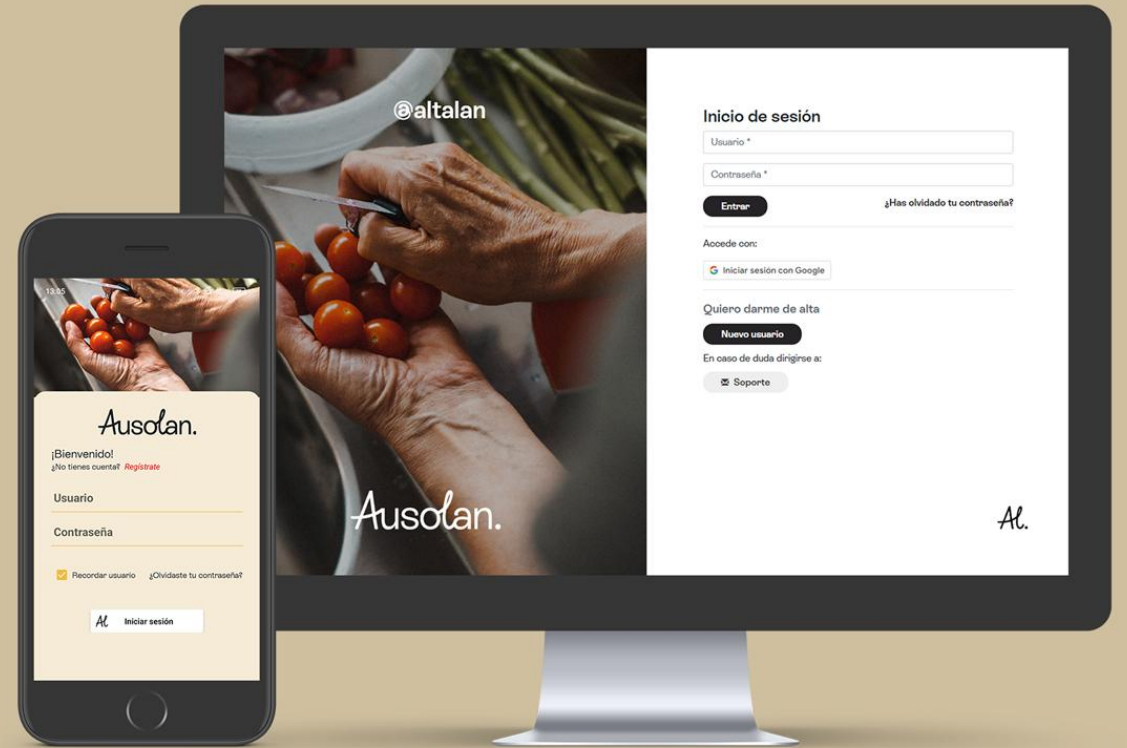 @altalan
Ausolan.
Inicio de sesión
Usuario *
Contraseña *
Entrar
¿Has olvidado tu contraseña?
Accede con:
G Iniciar sesión con Google
Quiero darme de alta
Nuevo usuario
En caso de duda dirigirse a:
Soporte
Al.
13:05
Ausolan.
¡Bienvenido!
¿No tienes cuenta? Regístrate
Usuario
Contraseña
Recordar usuario ¿Olvidaste tu contraseña?
Al Iniciar sesión